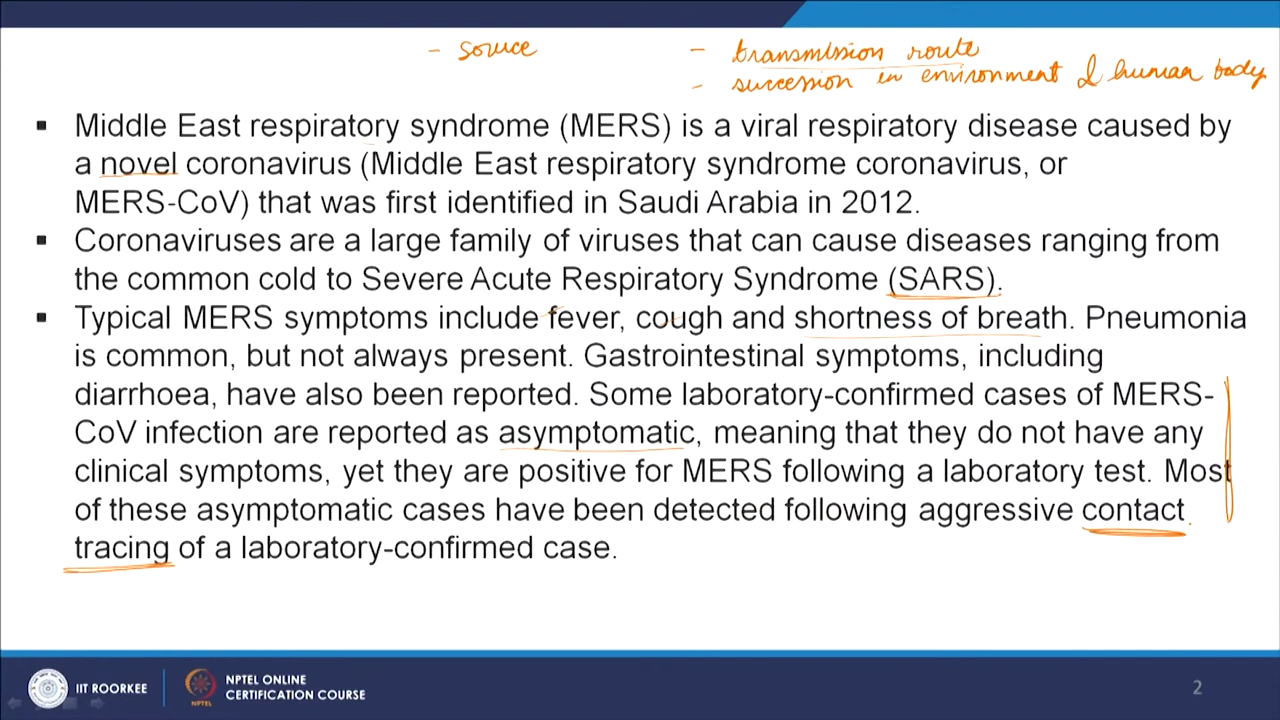 - source
- transmission route
- succession in environment & human body
▪ Middle East respiratory syndrome (MERS) is a viral respiratory disease caused by
a novel coronavirus (Middle East respiratory syndrome coronavirus, or
MERS-CoV) that was first identified in Saudi Arabia in 2012.
▪ Coronaviruses are a large family of viruses that can cause diseases ranging from
the common cold to Severe Acute Respiratory Syndrome (SARS).
▪ Typical MERS symptoms include fever, cough and shortness of breath. Pneumonia
is common, but not always present. Gastrointestinal symptoms, including
diarrhoea, have also been reported. Some laboratory-confirmed cases of MERS-
CoV infection are reported as asymptomatic, meaning that they do not have any
clinical symptoms, yet they are positive for MERS following a laboratory test. Most
of these asymptomatic cases have been detected following aggressive contact
tracing of a laboratory-confirmed case.
IIT ROORKEE
NPTEL
NPTEL ONLINE
CERTIFICATION COURSE
2